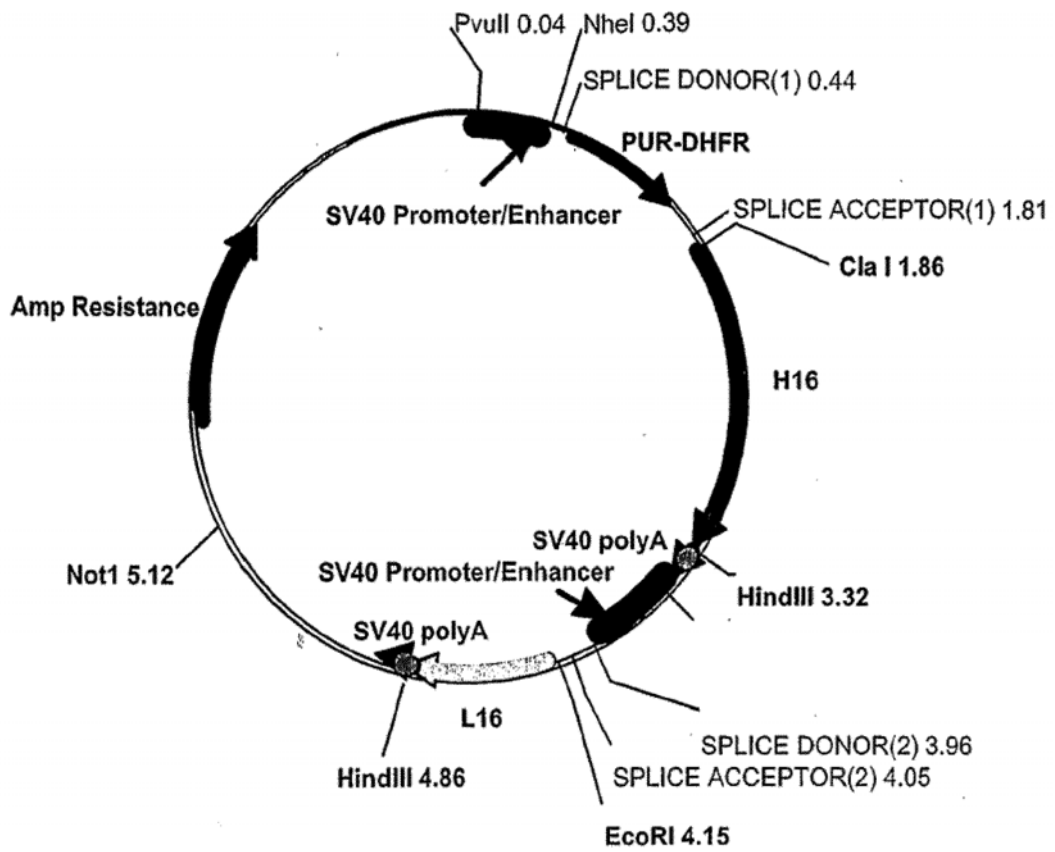 PvuII 0.04
NheI 0.39
SPLICE DONOR(1) 0.44
PUR-DHFR
SV40 Promoter/Enhancer
SPLICE ACCEPTOR(1) 1.81
Cla I 1.86
Amp Resistance
H16
SV40 polyA
SV40 Promoter/Enhancer
Not1 5.12
HindIII 3.32
SV40 polyA
L16
SPLICE DONOR(2) 3.96
HindIII 4.86
SPLICE ACCEPTOR(2) 4.05
EcoRI 4.15